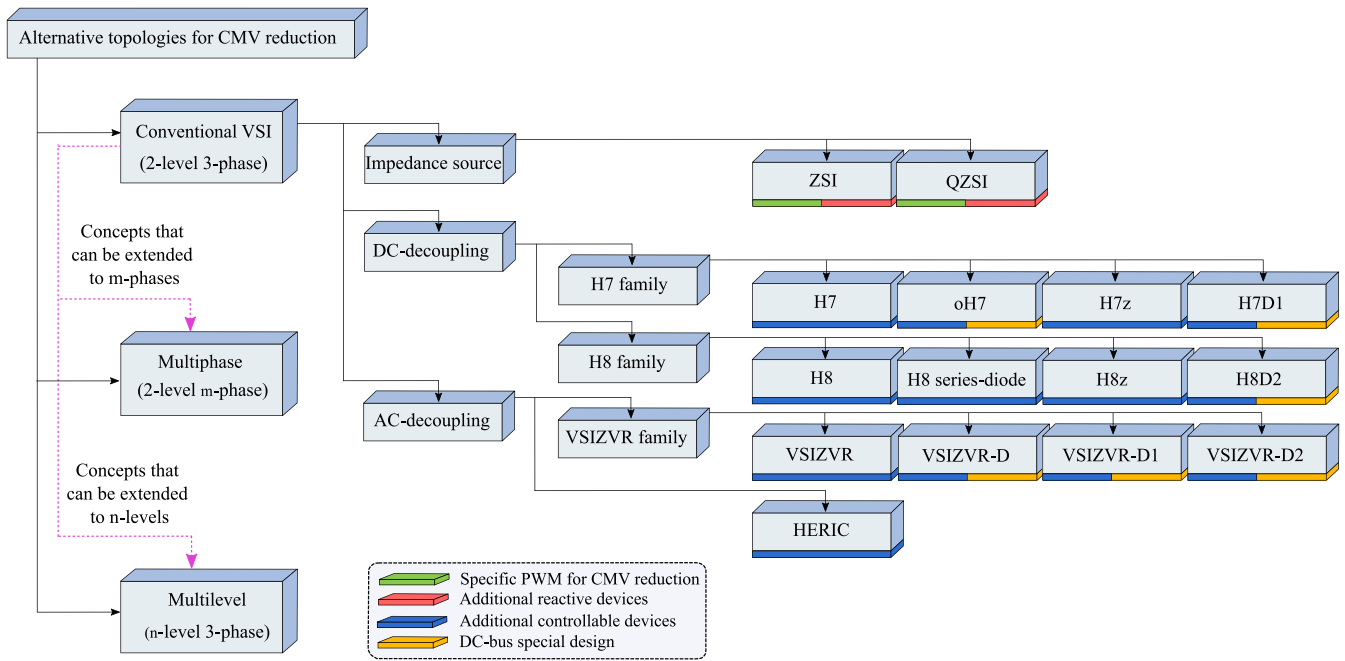 Alternative topologies for CMV reduction
Conventional VSI
(2-level 3-phase)
Impedance source
ZSI
QZSI
Concepts that
can be extended
to m-phases
DC-decoupling
H7 family
H7
oH7
H7z
H7D1
H8 family
H8
H8 series-diode
H8z
H8D2
Multiphase
(2-level m-phase)
AC-decoupling
VSIZVR family
VSIZVR
VSIZVR-D
VSIZVR-D1
VSIZVR-D2
Concepts that
can be extended
to n-levels
HERIC
Multilevel
(n-level 3-phase)
Specific PWM for CMV reduction
Additional reactive devices
Additional controllable devices
DC-bus special design